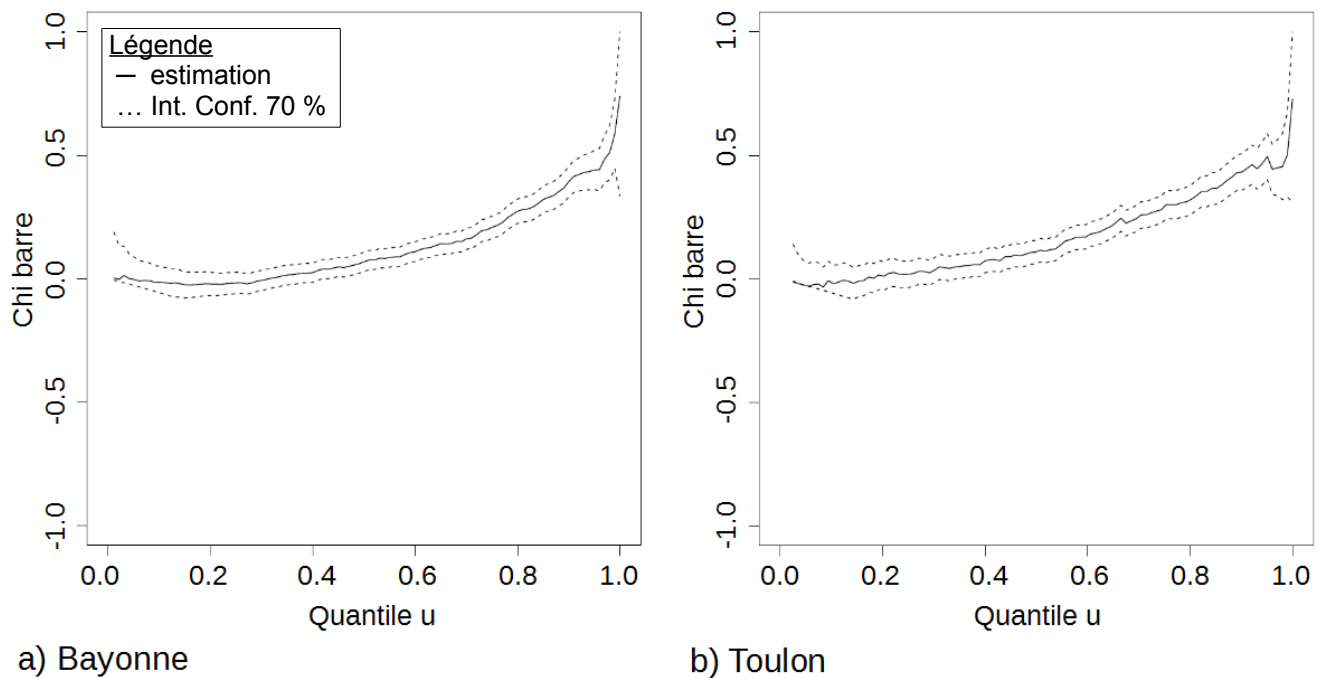 Légende
— estimation
... Int. Conf. 70 %
Chi barre
1.0
0.5
0.0
-0.5
-1.0
0.0 0.2 0.4 0.6 0.8 1.0
Quantile u
a) Bayonne
Chi barre
1.0
0.5
0.0
-0.5
-1.0
0.0 0.2 0.4 0.6 0.8 1.0
Quantile u
b) Toulon